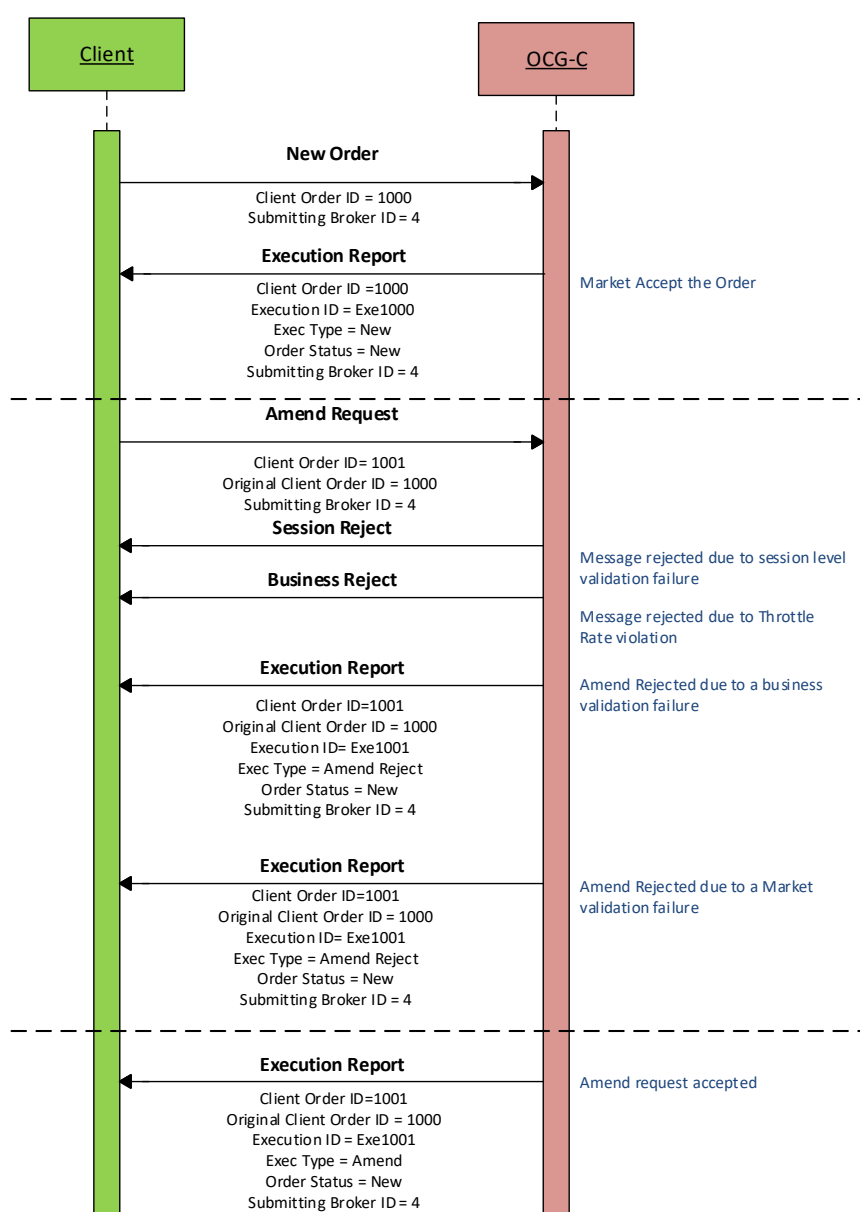 Client
OCG-C
New Order
Client Order ID = 1000
Submitting Broker ID = 4
Execution Report
Market Accept the Order
Client Order ID =1000
Execution ID = Exe1000
Exec Type = New
Order Status = New
Submitting Broker ID = 4
Amend Request
Client Order ID= 1001
Original Client Order ID = 1000
Submitting Broker ID = 4
Session Reject
Message rejected due to session level
validation failure
Business Reject
Message rejected due to Throttle
Rate violation
Execution Report
Amend Rejected due to a business
validation failure
Client Order ID=1001
Original Client Order ID = 1000
Execution ID= Exe1001
Exec Type = Amend Reject
Order Status = New
Submitting Broker ID = 4
Execution Report
Amend Rejected due to a Market
validation failure
Client Order ID=1001
Original Client Order ID = 1000
Execution ID= Exe1001
Exec Type = Amend Reject
Order Status = New
Submitting Broker ID = 4
Execution Report
Amend request accepted
Client Order ID=1001
Original Client Order ID = 1000
Execution ID = Exe1001
Exec Type = Amend
Order Status = New
Submitting Broker ID = 4